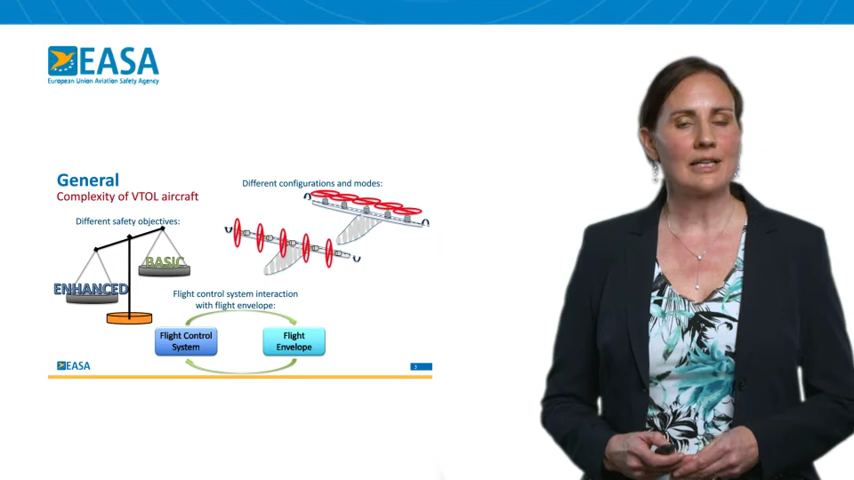 EASA
European Union Aviation Safety Agency
General
Complexity of VTOL aircraft
Different configurations and modes:
Different safety objectives:
BASIC
ENHANCED
Flight control system interaction
with flight envelope:
Flight Control
System
Flight
Envelope
EASA